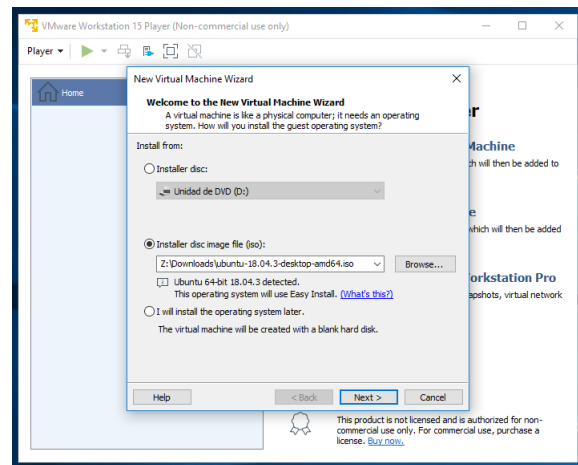 VMware Workstation 15 Player (Non-commercial use only)
Player
Home
New Virtual Machine Wizard
Welcome to the New Virtual Machine Wizard
A virtual machine is like a physical computer; it needs an operating
system. How will you install the guest operating system?
Install from:
Installer disc:
Unidad de DVD (D:)
Installer disc image file (iso):
Z:\Downloads\ubuntu-18.04.3-desktop-amd64.iso
Browse...
Ubuntu 64-bit 18.04.3 detected.
This operating system will use Easy Install. (What's this?)
I will install the operating system later.
The virtual machine will be created with a blank hard disk.
Help
< Back
Next >
Cancel
r
Machine
ch will then be added to
e
which will then be added
orkstation Pro
apshots, virtual network
This product is not licensed and is authorized for non-
commercial use only. For commercial use, purchase a
license. Buy now.